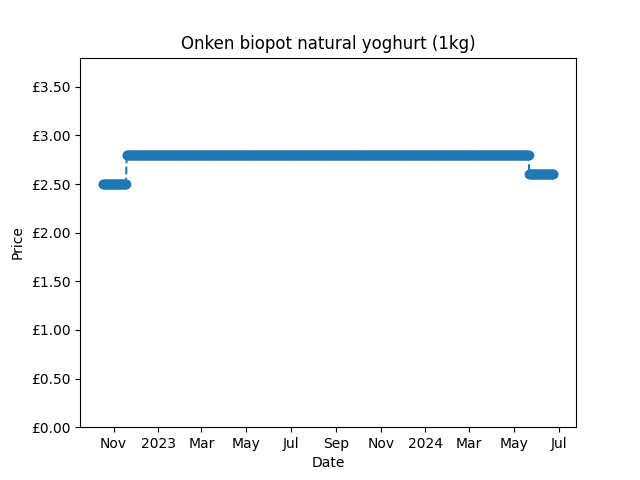 Onken biopot natural yoghurt (1kg)
£3.50
£3.00
£2.50
£2.00
£1.50
£1.00
£0.50
£0.00
Price
Nov 2023 Mar May Jul Sep Nov 2024 Mar May Jul
Date